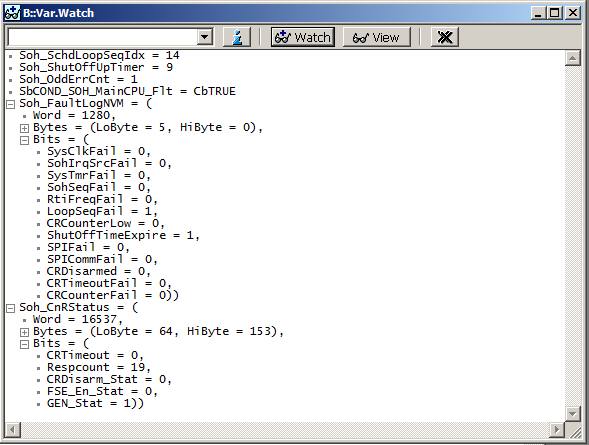 B::Var.Watch
i Watch View
Soh_SchdLoopSeqIdx = 14
Soh_ShutOffUpTimer = 9
Soh_OddErrCnt = 1
SbCOND_SOH_MainCPU_Flt = CbTRUE
Soh_FaultLogNVM = (
Word = 1280,
Bytes = (LoByte = 5, HiByte = 0),
Bits = (
SysClkFail = 0,
SohIrqSrcFail = 0,
SysTmrFail = 0,
SohSeqFail = 0,
RtiFreqFail = 0,
LoopSeqFail = 1,
CRCounterLow = 0,
ShutOffTimeExpire = 1,
SPIFail = 0,
SPICommFail = 0,
CRDisarmed = 0,
CRTimeoutFail = 0,
CRCounterFail = 0))
Soh_CnRStatus = (
Word = 16537,
Bytes = (LoByte = 64, HiByte = 153),
Bits = (
CRTimeout = 0,
Respcount = 19,
CRDisarm_Stat = 0,
FSE_En_Stat = 0,
GEN_Stat = 1))